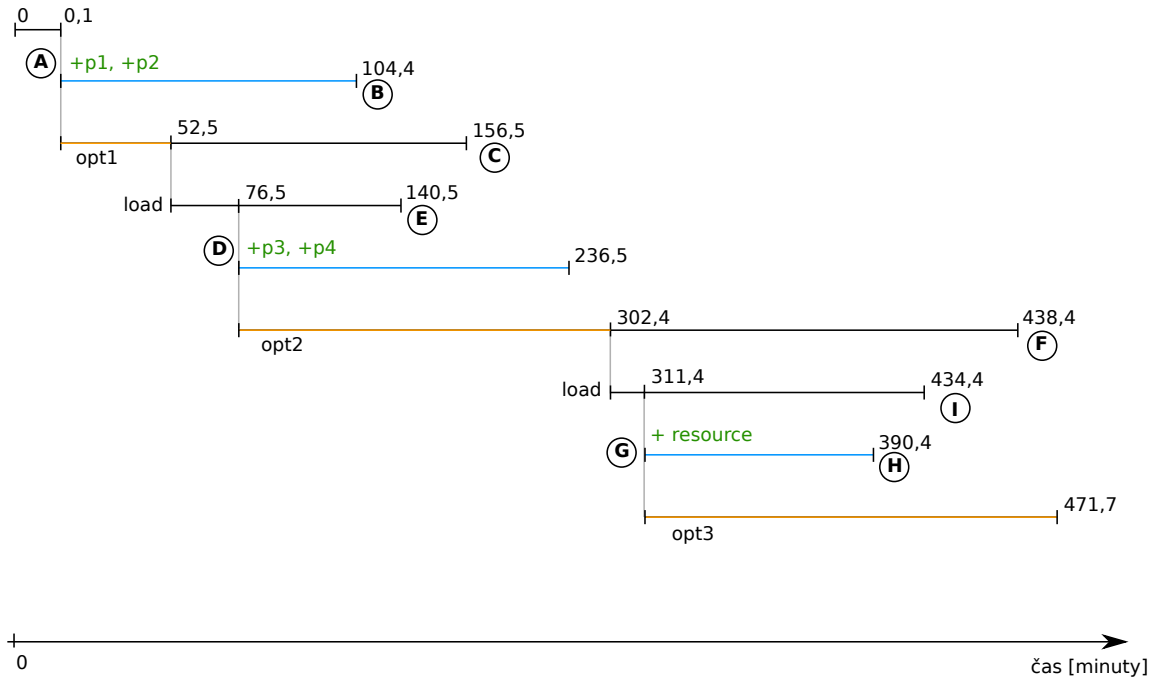 0 0,1
A +p1, +p2 104,4
B
52,5 156,5
opt1 C
load 76,5 140,5
E
D +p3, +p4 236,5
302,4 438,4
opt2 F
load 311,4 434,4
I
G + resource 390,4
H
471,7
opt3
0 čas [minuty]